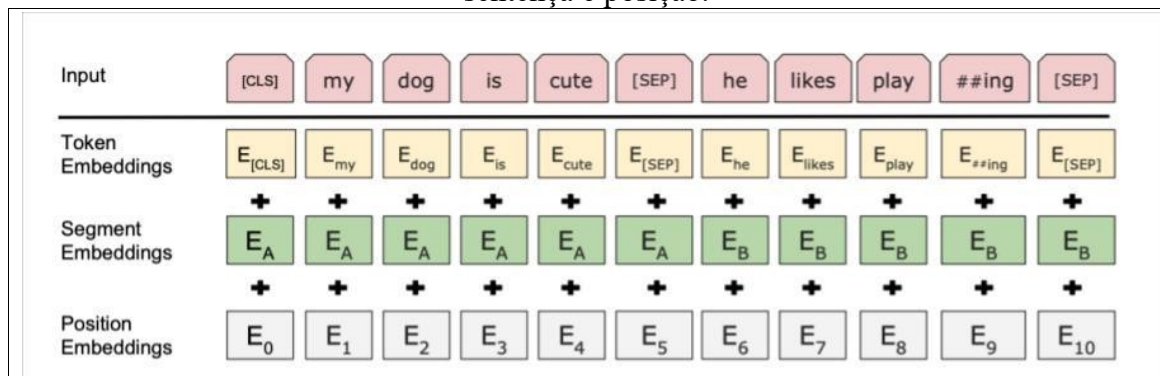 sentença e posição.
Input [CLS] my dog is cute [SEP] he likes play ##ing [SEP]
Token Embeddings E[CLS] Emy Edog Eis Ecute E[SEP] Ehe Elikes Eplay E##ing E[SEP]
+ + + + + + + + + + +
Segment Embeddings EA EA EA EA EA EA EB EB EB EB EB
+ + + + + + + + + + +
Position Embeddings E0 E1 E2 E3 E4 E5 E6 E7 E8 E9 E10